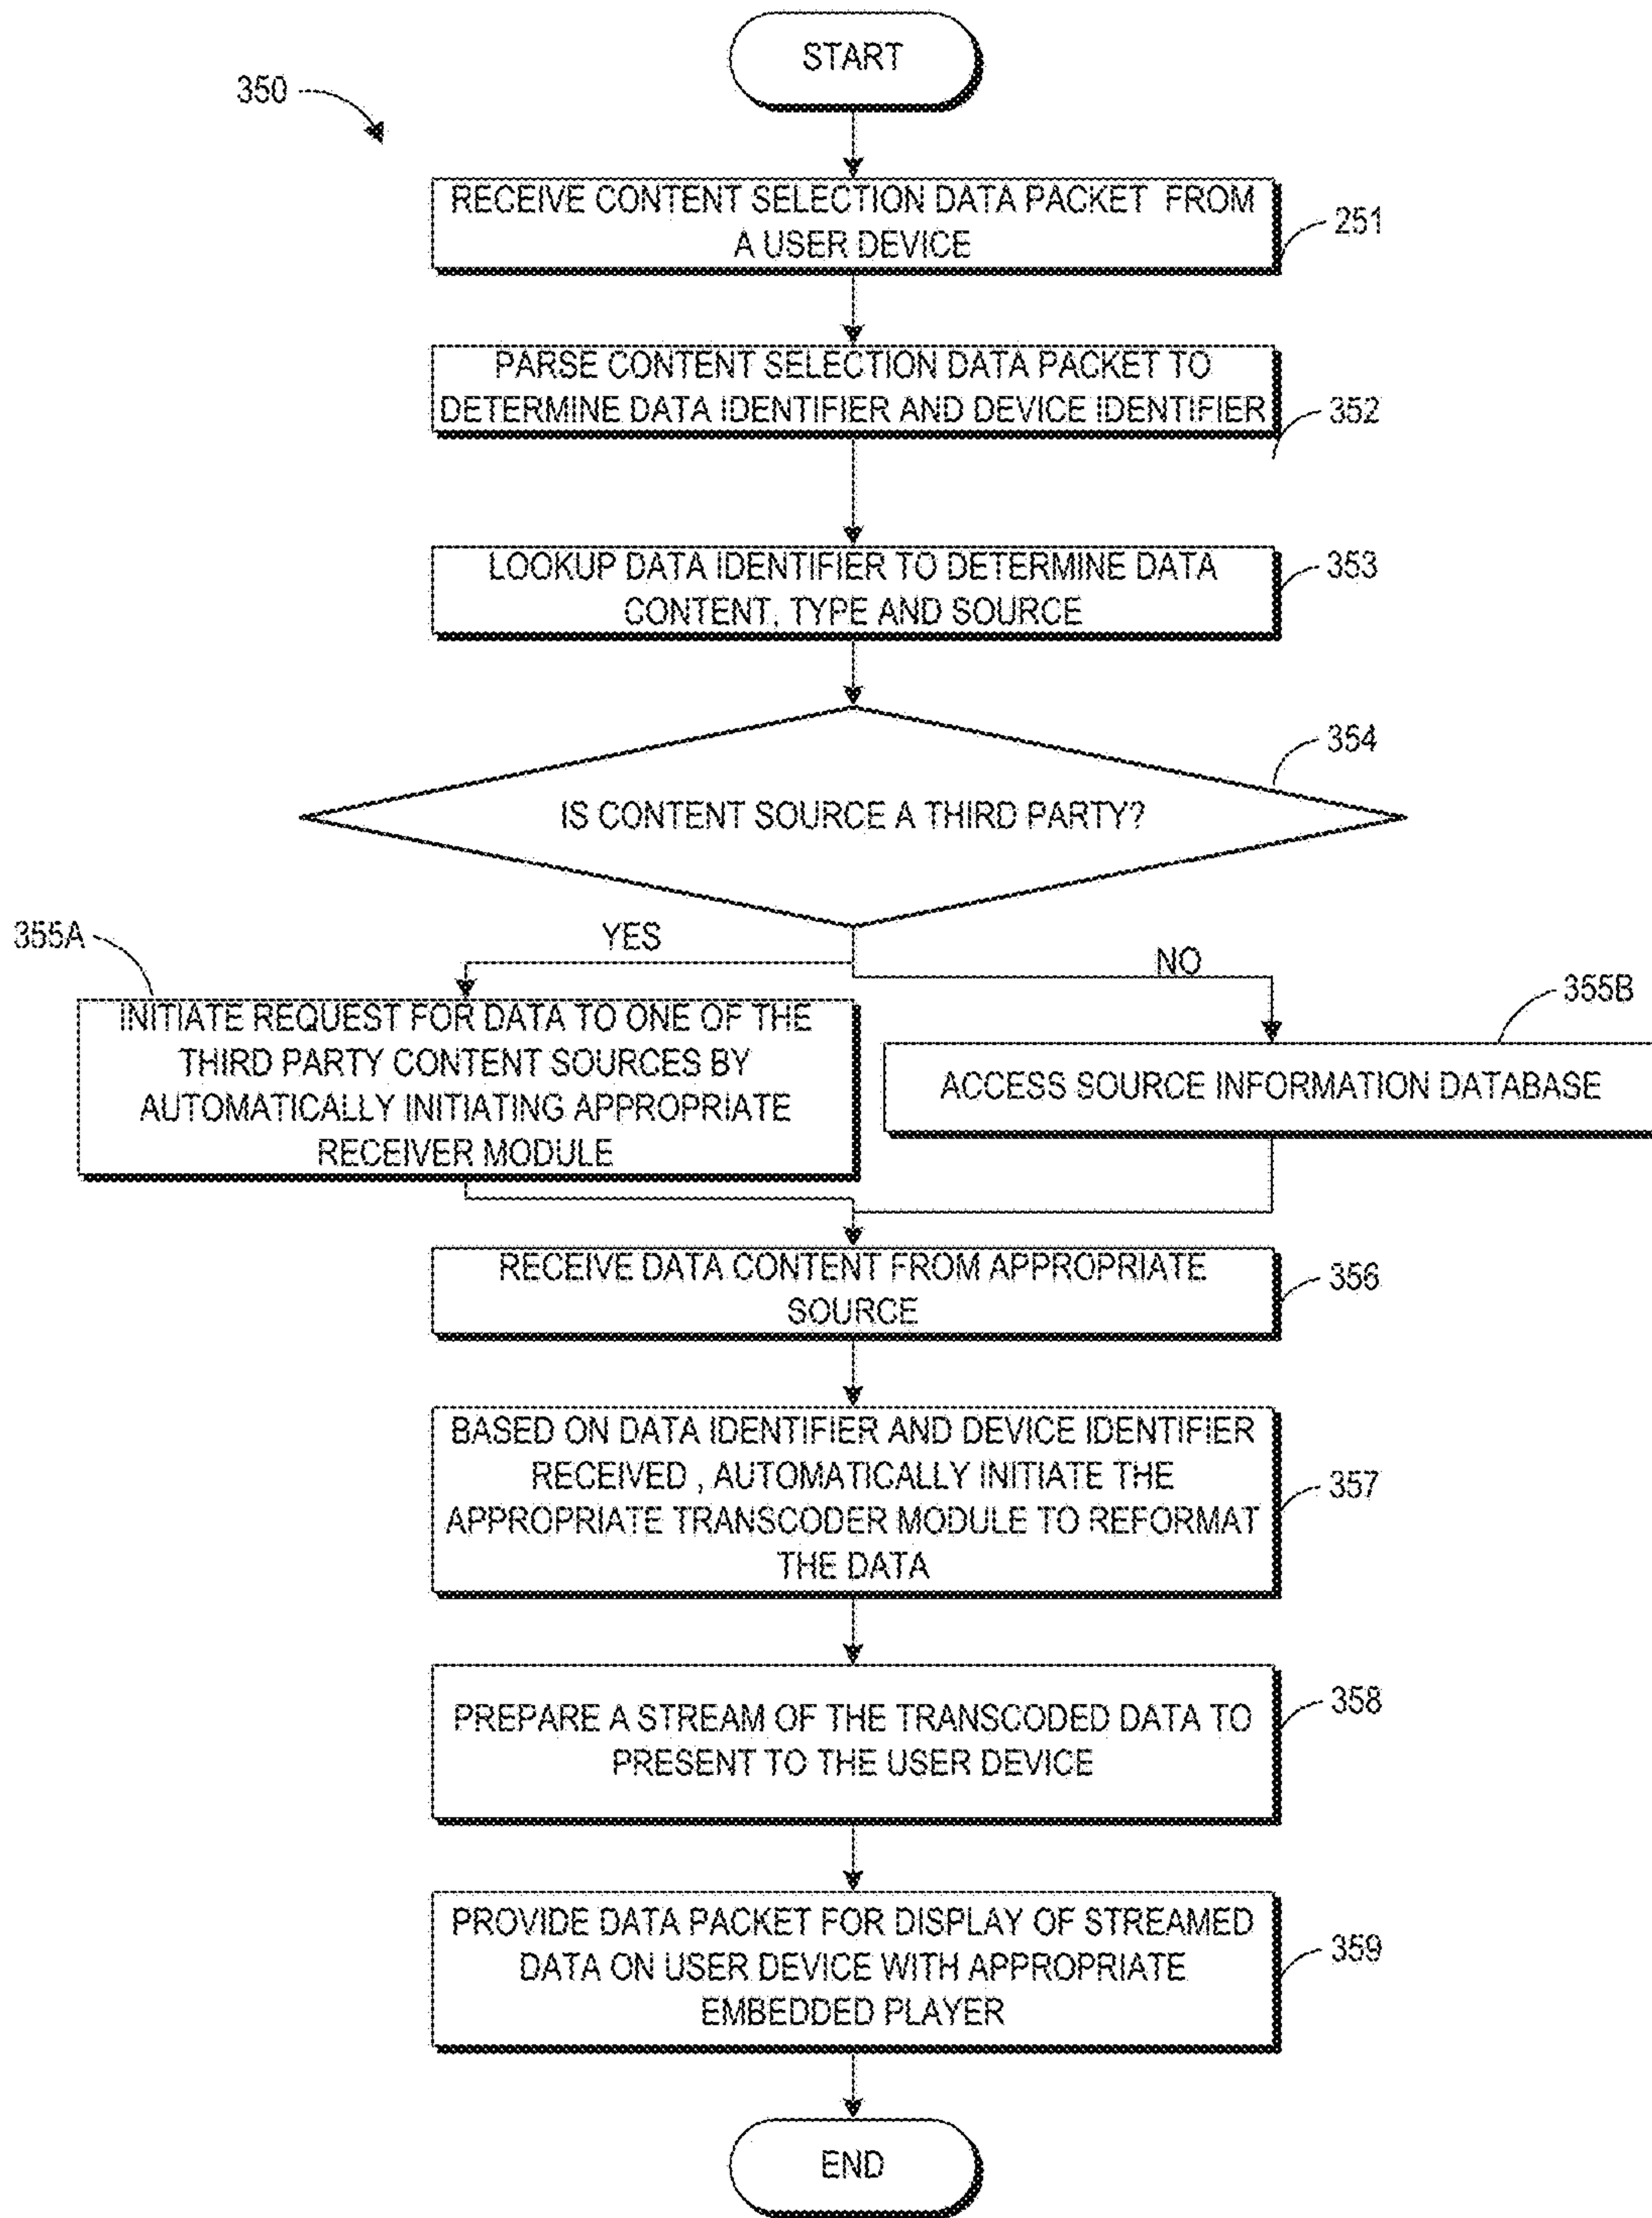 START
350
RECEIVE CONTENT SELECTION DATA PACKET FROM
A USER DEVICE
251
PARSE CONTENT SELECTION DATA PACKET TO
DETERMINE DATA IDENTIFIER AND DEVICE IDENTIFIER
352
LOOKUP DATA IDENTIFIER TO DETERMINE DATA
CONTENT, TYPE AND SOURCE
353
354
IS CONTENT SOURCE A THIRD PARTY?
355A
YES
NO
355B
INITIATE REQUEST FOR DATA TO ONE OF THE
THIRD PARTY CONTENT SOURCES BY
AUTOMATICALLY INITIATING APPROPRIATE
RECEIVER MODULE
ACCESS SOURCE INFORMATION DATABASE
RECEIVE DATA CONTENT FROM APPROPRIATE
SOURCE
356
BASED ON DATA IDENTIFIER AND DEVICE IDENTIFIER
RECEIVED , AUTOMATICALLY INITIATE THE
APPROPRIATE TRANSCODER MODULE TO REFORMAT
THE DATA
357
PREPARE A STREAM OF THE TRANSCODED DATA TO
PRESENT TO THE USER DEVICE
358
PROVIDE DATA PACKET FOR DISPLAY OF STREAMED
DATA ON USER DEVICE WITH APPROPRIATE
EMBEDDED PLAYER
359
END